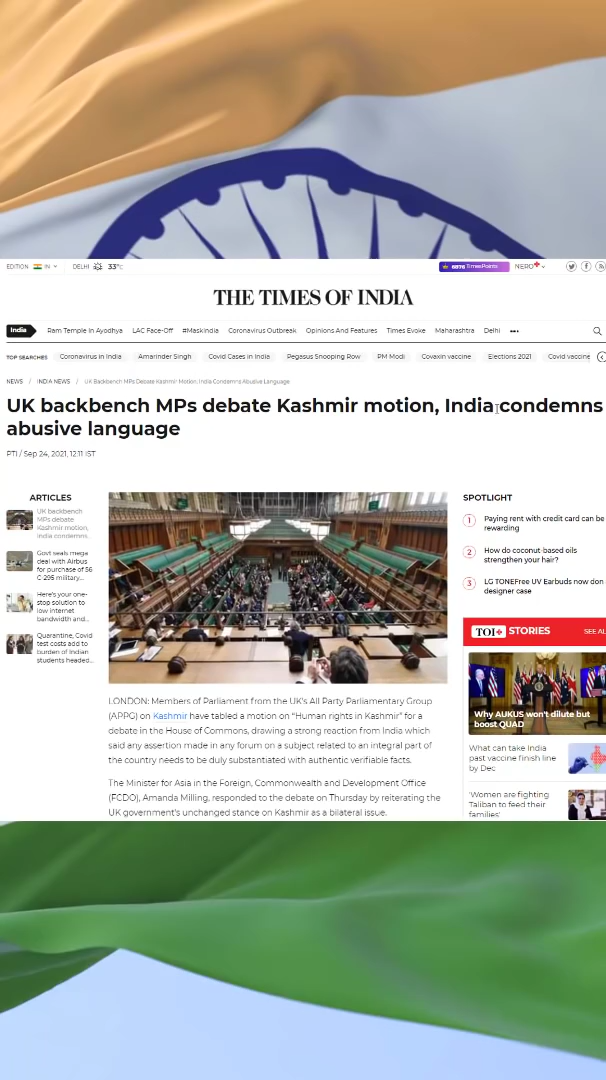 EDITION IN DELHI 33°C 6876 TimesPoints NERO
THE TIMES OF INDIA
India Ram Temple In Ayodhya LAC Face-Off #MaskIndia Coronavirus Outbreak Opinions And Features Times Evoke Maharashtra Delhi •••
TOP SEARCHES Coronavirus in India Amarinder Singh Covid Cases in India Pegasus Snooping Row PM Modi Covaxin vaccine Elections 2021 Covid vaccine
NEWS / INDIA NEWS / UK Backbench MPs Debate Kashmir Motion, India Condemns Abusive Language
UK backbench MPs debate Kashmir motion, India condemns
abusive language
PTI / Sep 24, 2021, 12:11 IST
ARTICLES
UK backbench
MPs debate
Kashmir motion,
India condemns...
Govt seals mega
deal with Airbus
for purchase of 56
C-295 military...
Here's your one-
stop solution to
low internet
bandwidth and...
Quarantine, Covid
test costs add to
burden of Indian
students headed...
LONDON: Members of Parliament from the UK's All Party Parliamentary Group
(APPG) on Kashmir have tabled a motion on "Human rights in Kashmir" for a
debate in the House of Commons, drawing a strong reaction from India which
said any assertion made in any forum on a subject related to an integral part of
the country needs to be duly substantiated with authentic verifiable facts.
The Minister for Asia in the Foreign, Commonwealth and Development Office
(FCDO), Amanda Milling, responded to the debate on Thursday by reiterating the
UK government's unchanged stance on Kashmir as a bilateral issue.
SPOTLIGHT
1 Paying rent with credit card can be
rewarding
2 How do coconut-based oils
strengthen your hair?
3 LG TONEFree UV Earbuds now don
designer case
TOI+ STORIES SEE AL
Why AUKUS won't dilute but
boost QUAD
What can take India
past vaccine finish line
by Dec
'Women are fighting
Taliban to feed their
families'